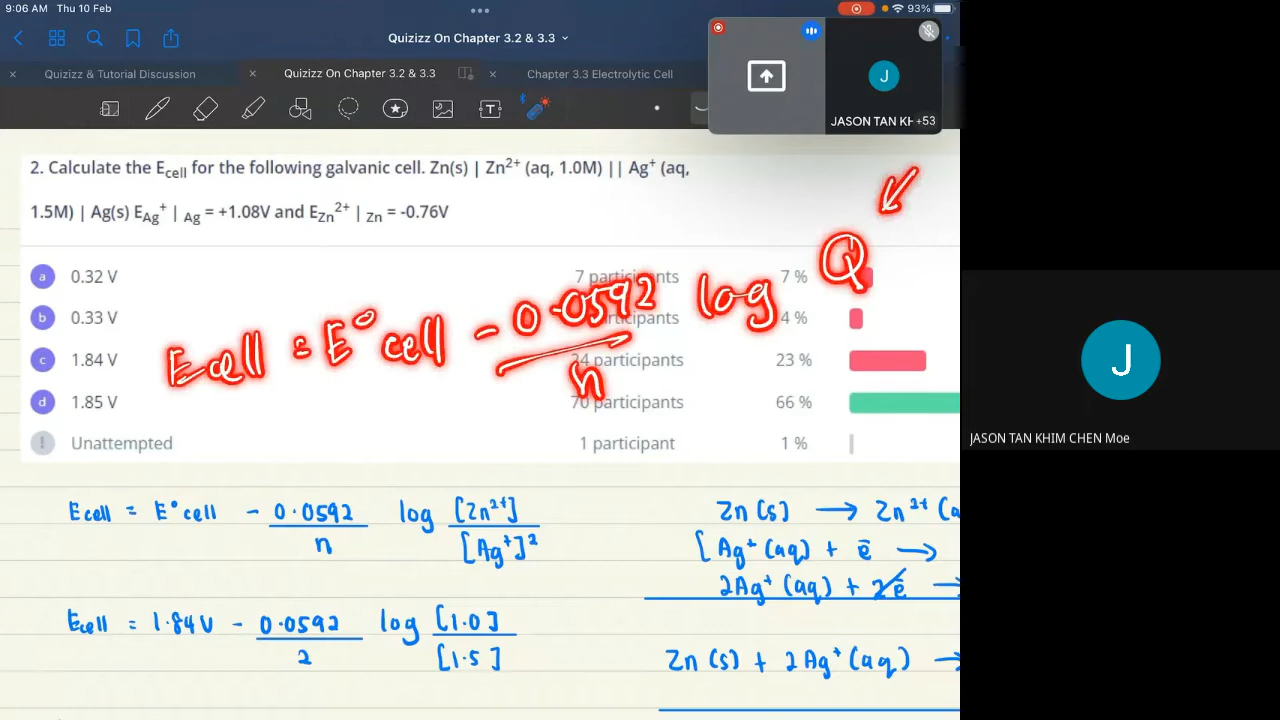 9:06 AM Thu 10 Feb
93%
Quizizz On Chapter 3.2 & 3.3
Quizizz & Tutorial Discussion
Quizizz On Chapter 3.2 & 3.3
Chapter 3.3 Electrolytic Cell
J
JASON TAN KH +53
2. Calculate the Ecell for the following galvanic cell. Zn(s) | Zn²⁺ (aq, 1.0M) || Ag⁺ (aq,
1.5M) | Ag(s) E Ag⁺ | Ag = +1.08V and E Zn²⁺ | Zn = -0.76V
a 0.32 V 7 participants 7 %
b 0.33 V participants 4 %
c 1.84 V 24 participants 23 %
d 1.85 V 70 participants 66 %
! Unattempted 1 participant 1 %
Ecell = E°cell - 0.0592/n log Q
Ecell = E°cell - 0.0592/n log [Zn²⁺]/[Ag⁺]²
Ecell = 1.84V - 0.0592/2 log [1.0]/[1.5]
Zn(s) → Zn²⁺(a
[Ag⁺(aq) + ē →
2Ag⁺(aq) + 2ē →
Zn(s) + 2Ag⁺(aq) →
J
JASON TAN KHIM CHEN Moe